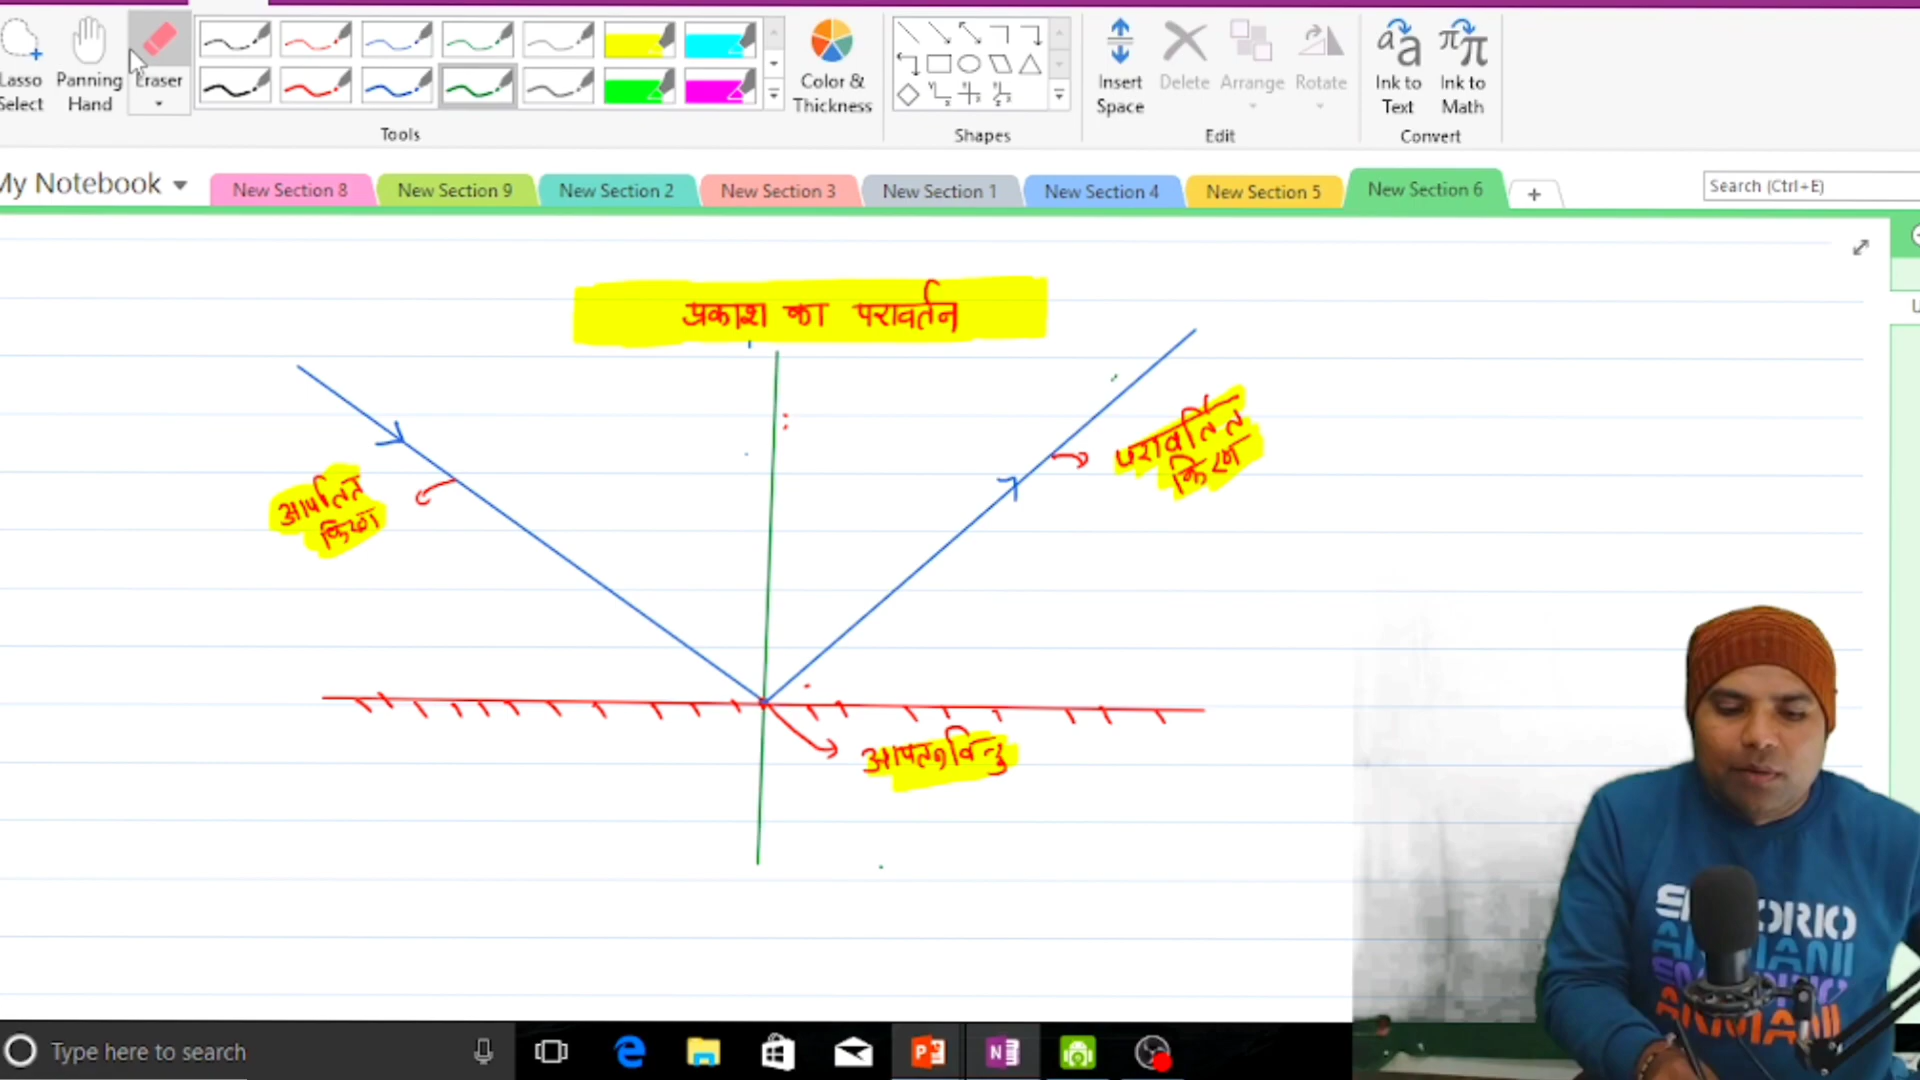 Lasso Select
Panning Hand
Eraser
Color & Thickness
Insert Space
Delete
Arrange
Rotate
Ink to Text
Ink to Math
Tools
Shapes
Edit
Convert
My Notebook
New Section 8
New Section 9
New Section 2
New Section 3
New Section 1
New Section 4
New Section 5
New Section 6
Search (Ctrl+E)
प्रकाश का परावर्तन
परावर्तित
किरण
आपतित
किरण
आपतन बिन्दु
Type here to search